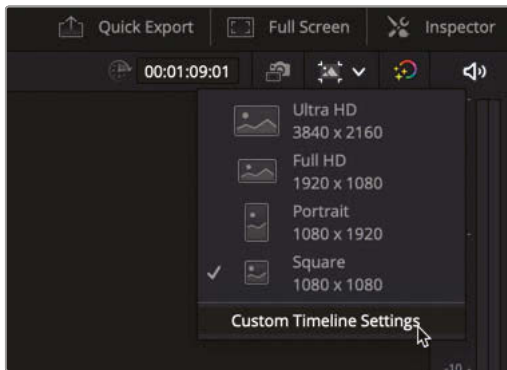 Quick Export Full Screen Inspector
00:01:09:01
Ultra HD
3840 x 2160
Full HD
1920 x 1080
Portrait
1080 x 1920
Square
1080 x 1080
Custom Timeline Settings
-10